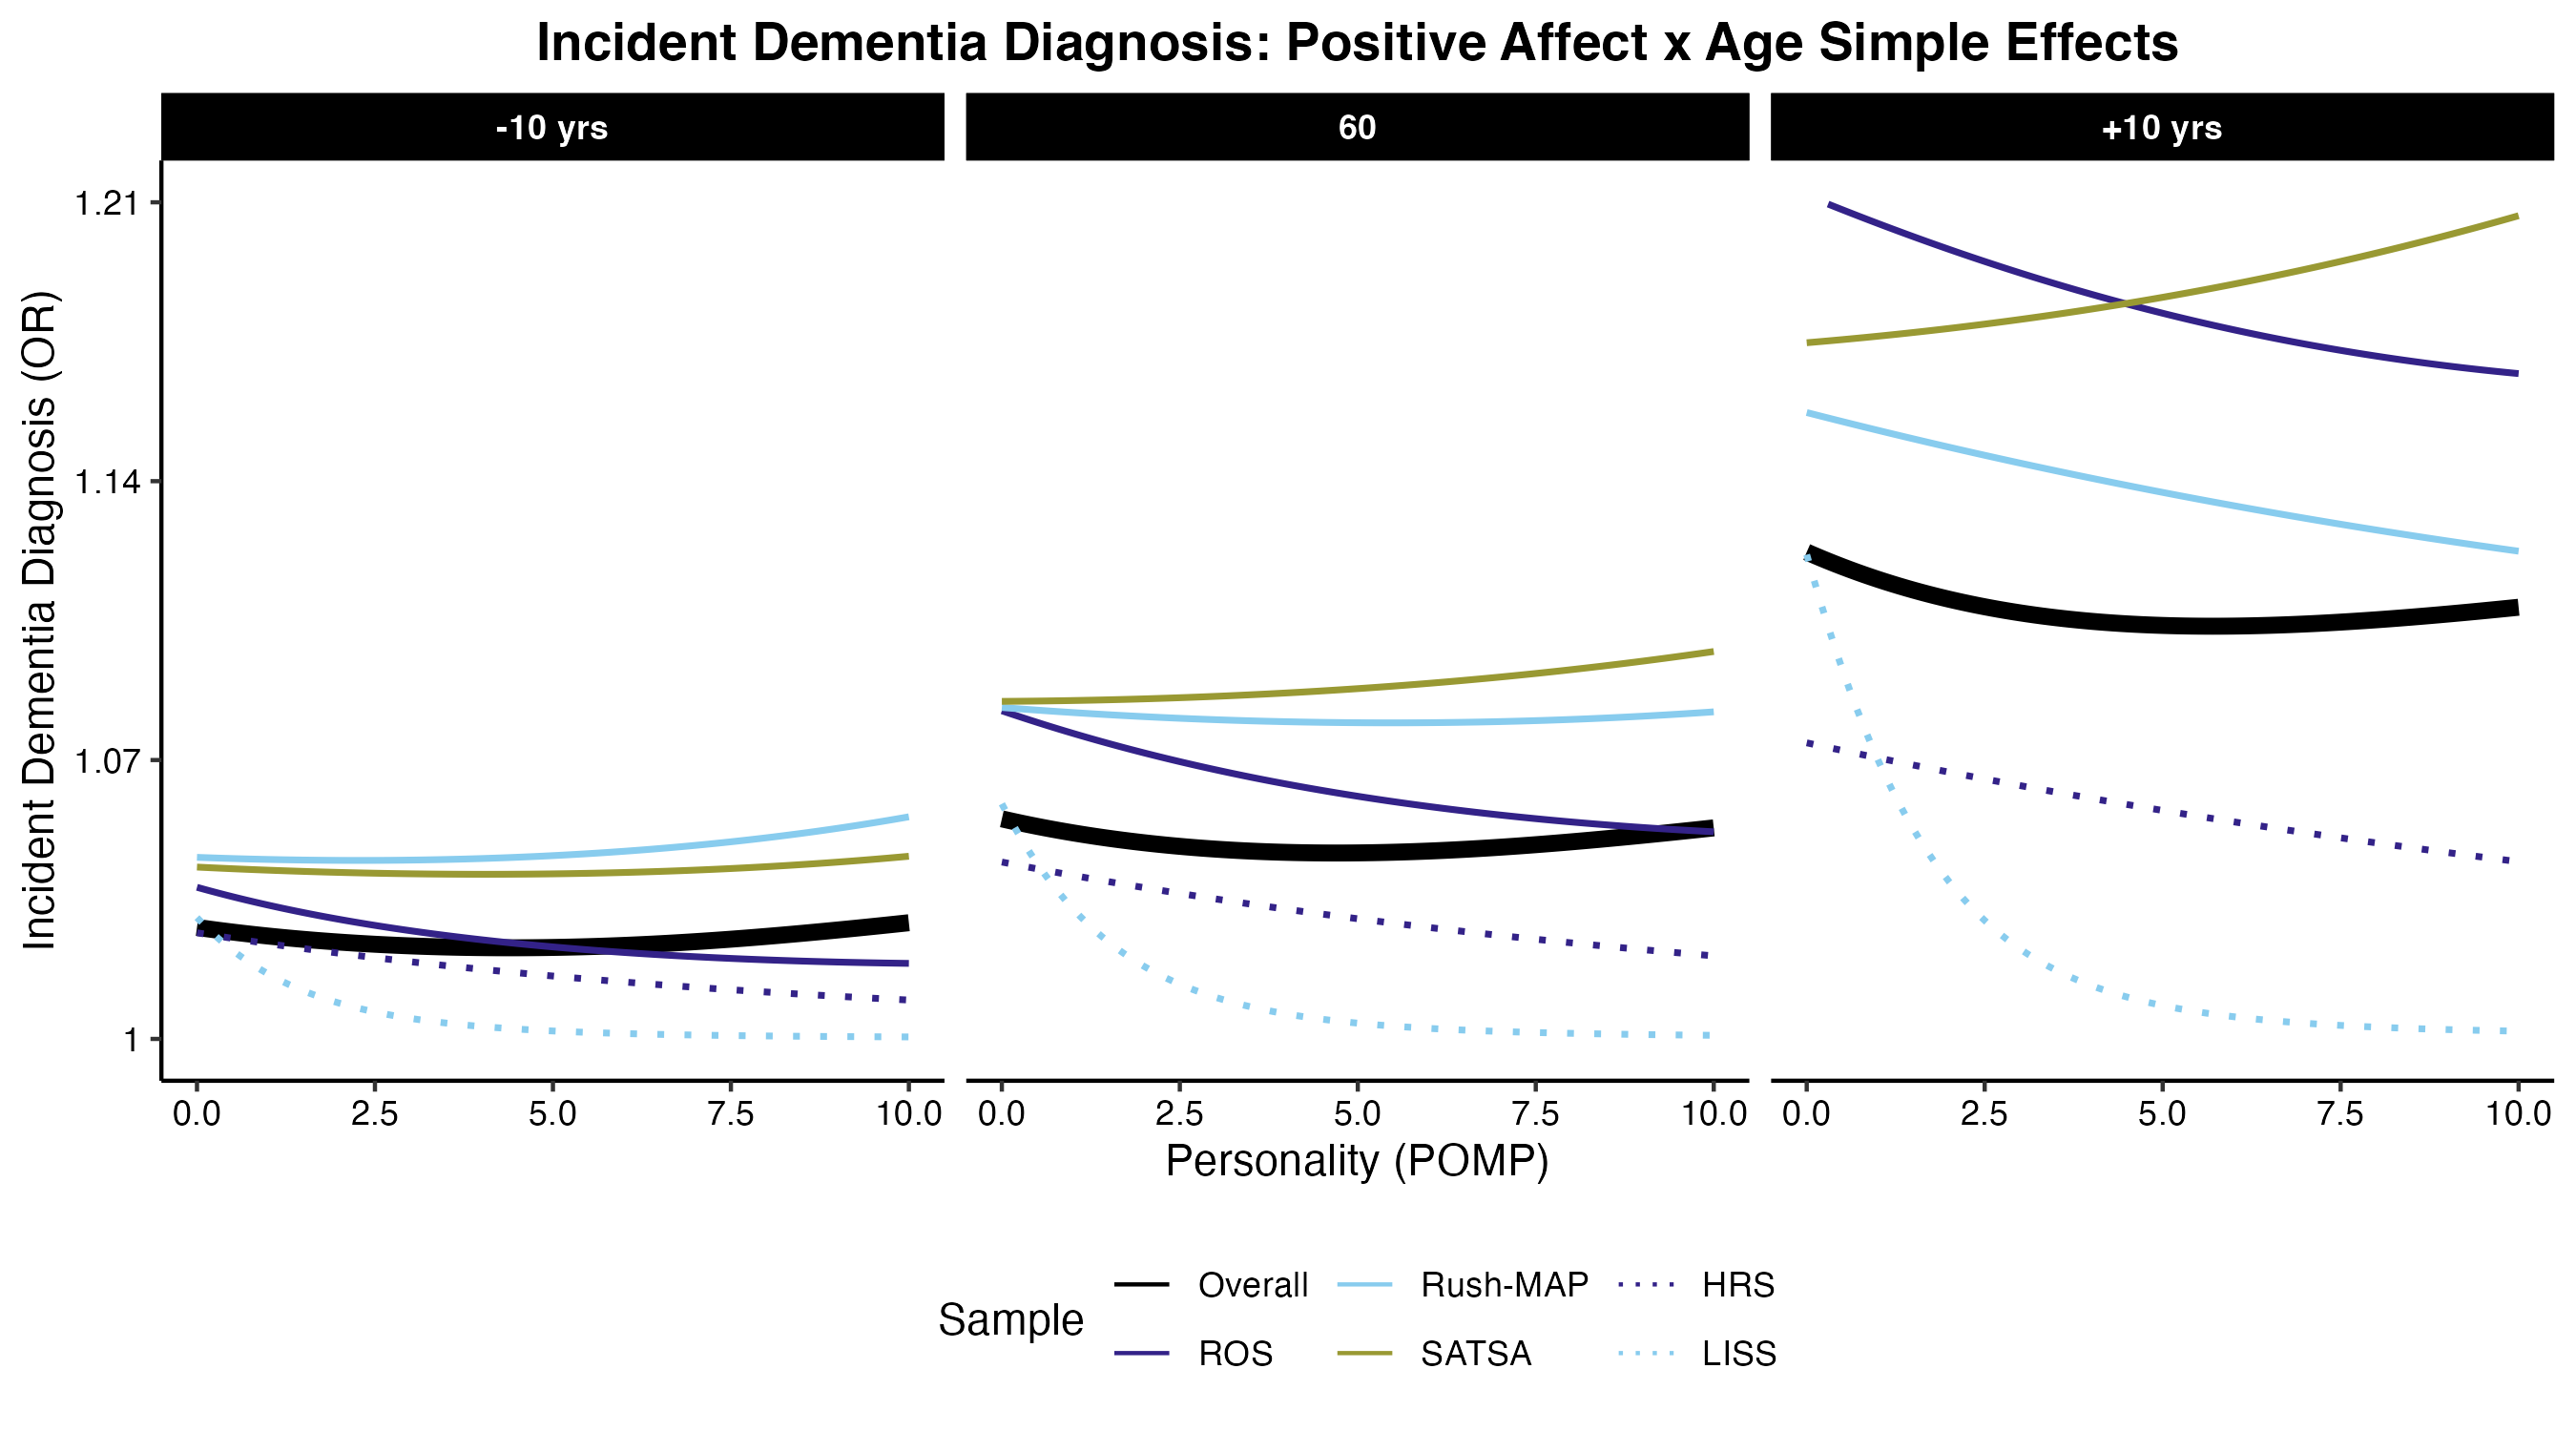 Incident Dementia Diagnosis: Positive Affect x Age Simple Effects
-10 yrs
60
+10 yrs
Incident Dementia Diagnosis (OR)
1.21
1.14
1.07
1
0.0 2.5 5.0 7.5 10.0
0.0 2.5 5.0 7.5 10.0
0.0 2.5 5.0 7.5 10.0
Personality (POMP)
Sample
Overall Rush-MAP HRS
ROS SATSA LISS